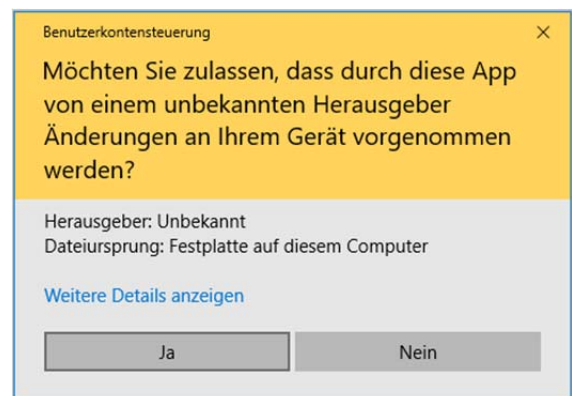 Benutzerkontensteuerung
Möchten Sie zulassen, dass durch diese App
von einem unbekannten Herausgeber
Änderungen an Ihrem Gerät vorgenommen
werden?
Herausgeber: Unbekannt
Dateiursprung: Festplatte auf diesem Computer
Weitere Details anzeigen
Ja Nein